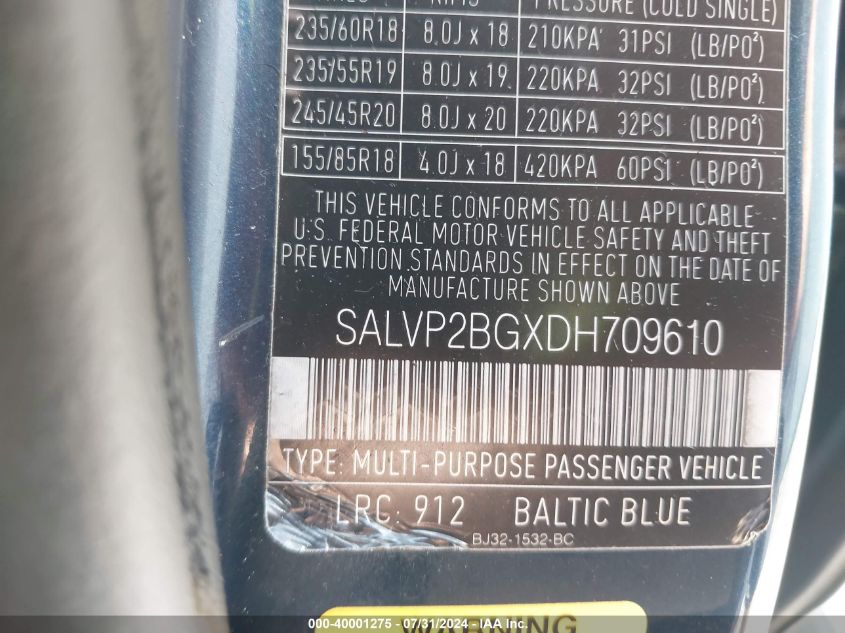 PRESSURE (COLD SINGLE)
235/60R18 8.0J x 18 210KPA 31PSI (LB/PO²)
235/55R19 8.0J x 19 220KPA 32PSI (LB/PO²)
245/45R20 8.0J x 20 220KPA 32PSI (LB/PO²)
155/85R18 4.0J x 18 420KPA 60PSI (LB/PO²)
THIS VEHICLE CONFORMS TO ALL APPLICABLE
U.S. FEDERAL MOTOR VEHICLE SAFETY AND THEFT
PREVENTION STANDARDS IN EFFECT ON THE DATE OF
MANUFACTURE SHOWN ABOVE
SALVP2BGXDH709610
TYPE: MULTI-PURPOSE PASSENGER VEHICLE
LRC: 912 BALTIC BLUE
BJ32-1532-BC
WARNING
000-40001275 - 07/31/2024 - IAA Inc.